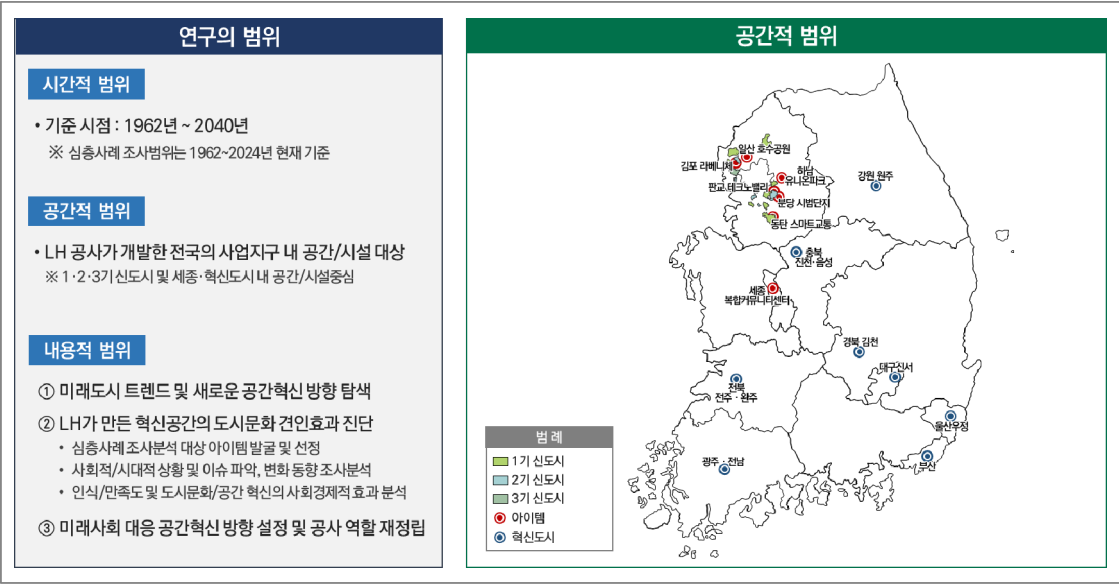 연구의 범위
시간적 범위
• 기준 시점 : 1962년 ~ 2040년
※ 심층사례 조사범위는 1962~2024년 현재 기준
공간적 범위
• LH 공사가 개발한 전국의 사업지구 내 공간/시설 대상
※ 1·2·3기 신도시 및 세종·혁신도시 내 공간/시설중심
내용적 범위
① 미래도시 트렌드 및 새로운 공간혁신 방향 탐색
② LH가 만든 혁신공간의 도시문화 견인효과 진단
• 심층사례 조사분석 대상 아이템 발굴 및 선정
• 사회적/시대적 상황 및 이슈 파악, 변화 동향 조사분석
• 인식/만족도 및 도시문화/공간 혁신의 사회경제적 효과 분석
③ 미래사회 대응 공간혁신 방향 설정 및 공사 역할 재정립
공간적 범위
일산 호수공원
김포 라베니체
하남
유니온파크
판교 테크노밸리
분당 시범단지
동탄 스마트교통
강원 원주
충북
진천·음성
세종
복합커뮤니티센터
경북 김천
대구신서
전북
전주·완주
울산우정
부산
광주·전남
범 례
1기 신도시
2기 신도시
3기 신도시
아이템
혁신도시